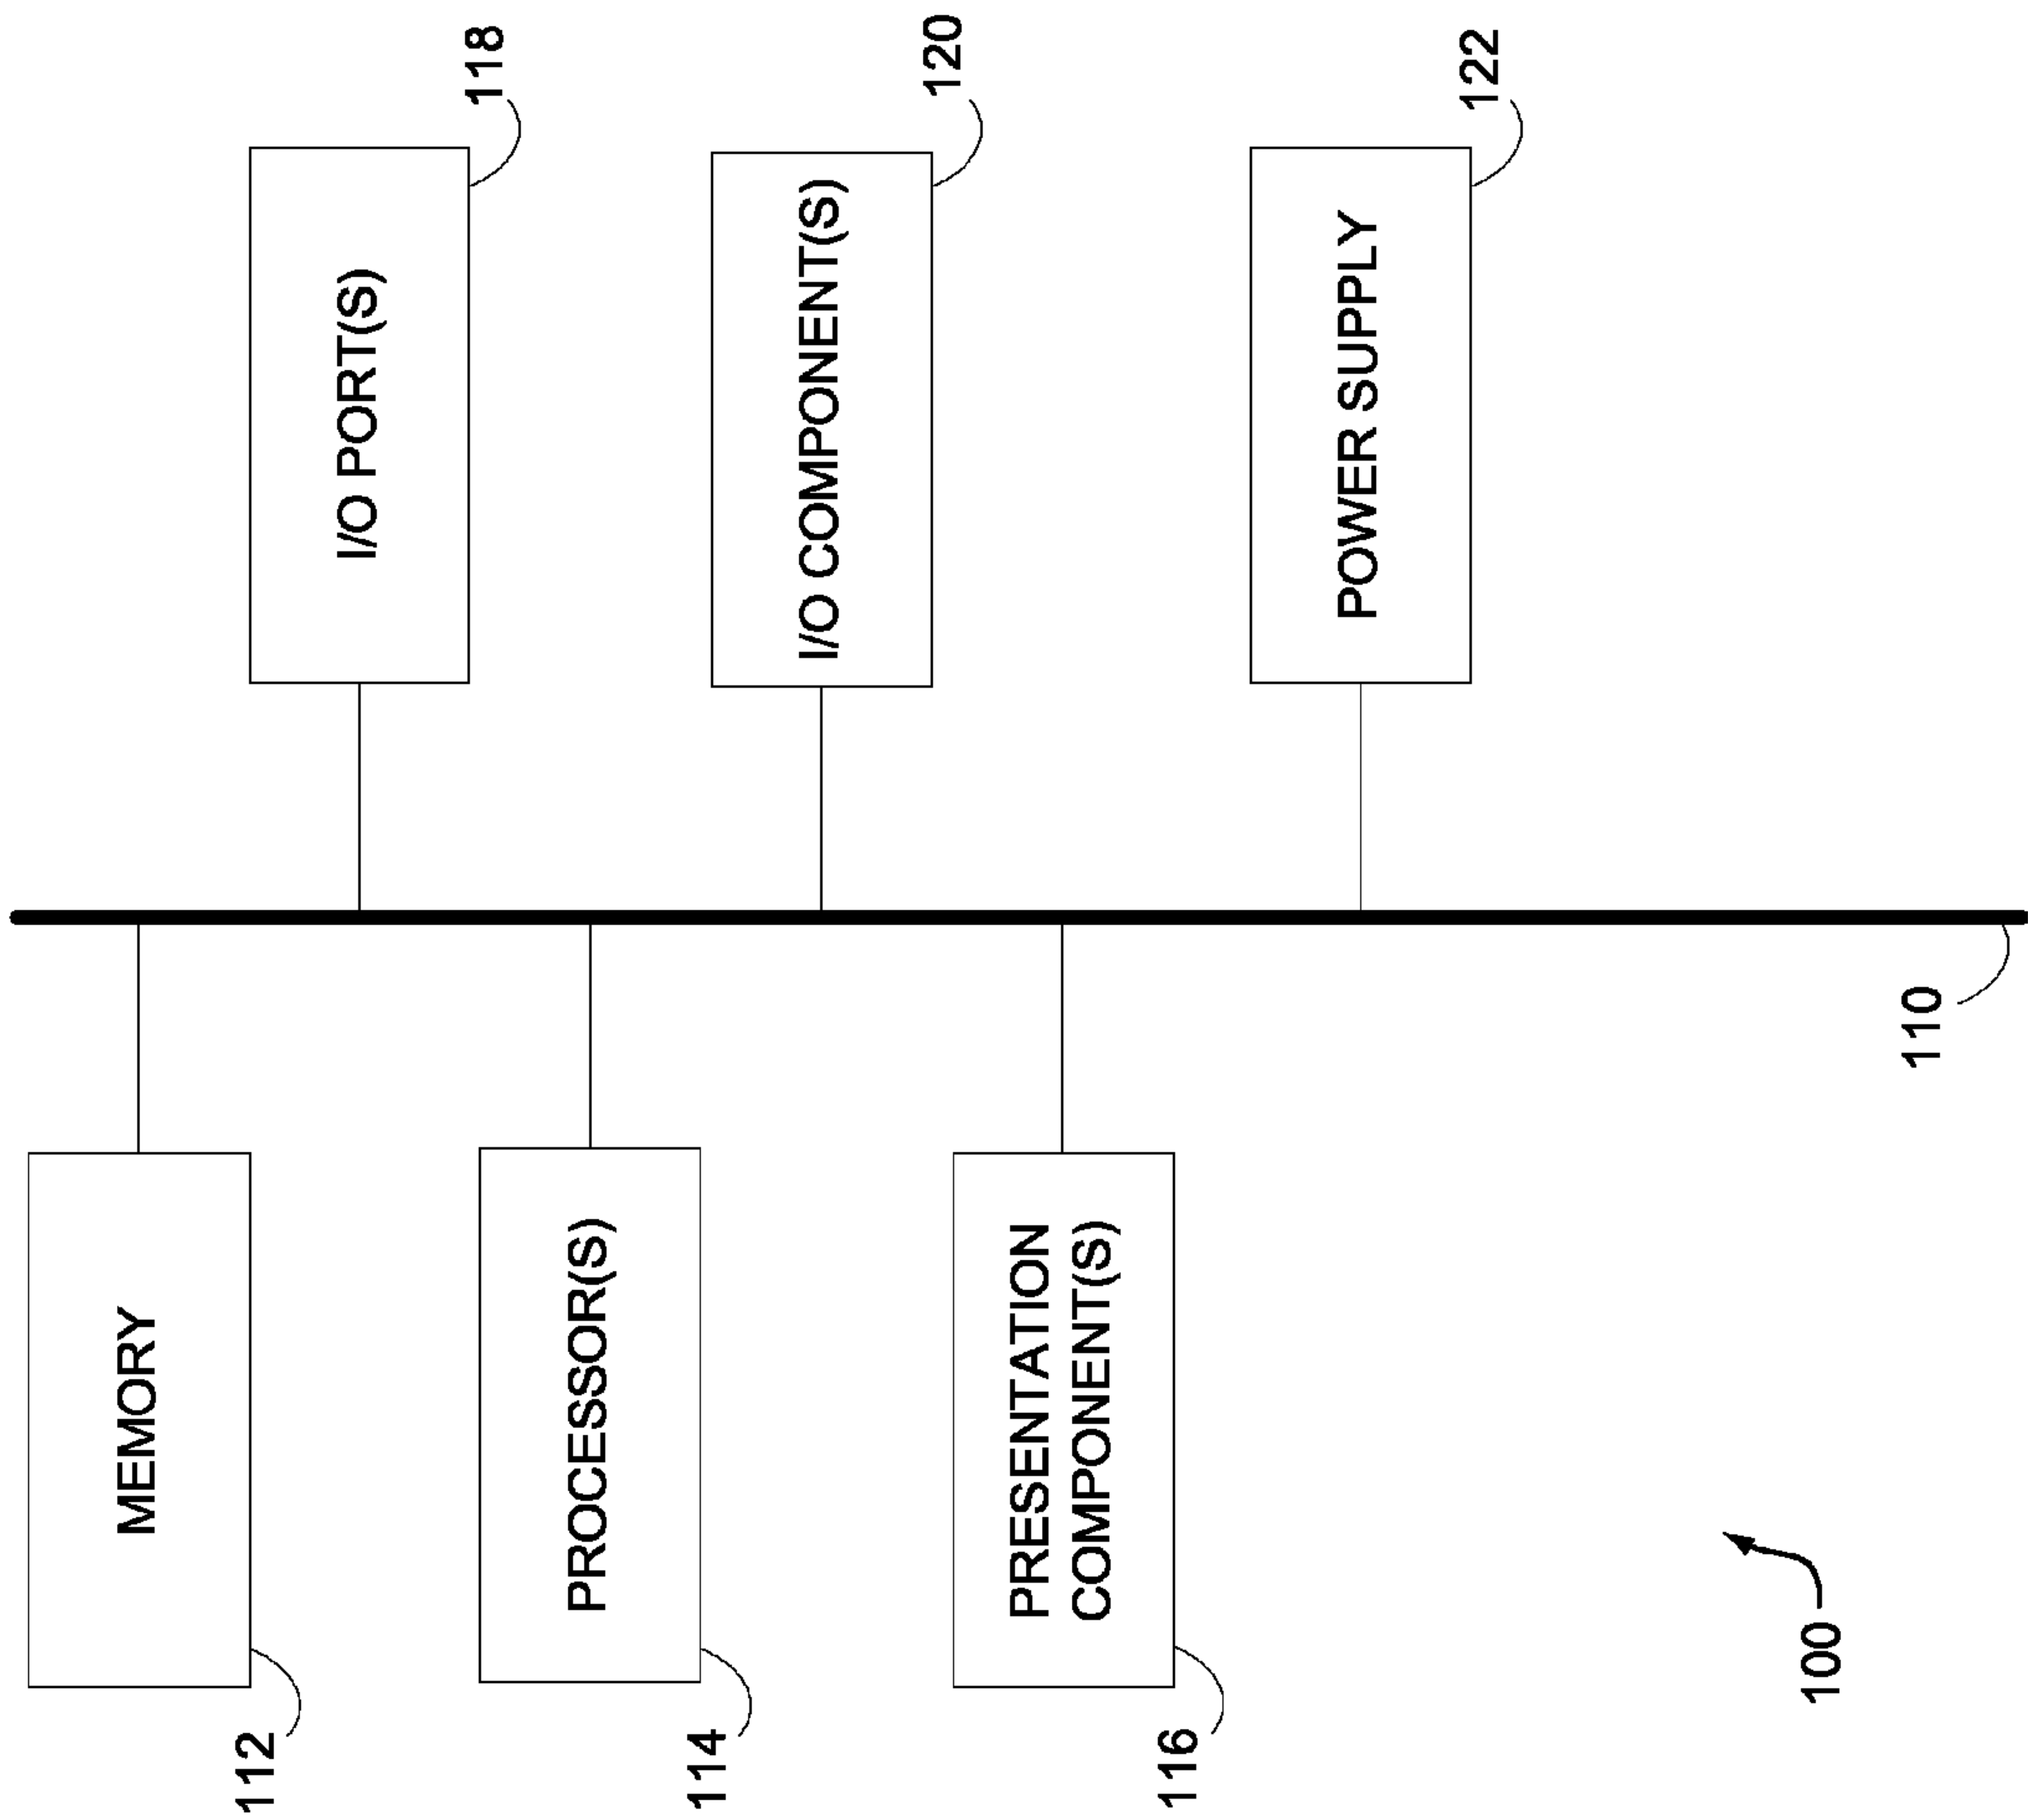 MEMORY
112
PROCESSOR(S)
114
PRESENTATION
COMPONENT(S)
116
100
110
I/O PORT(S)
118
I/O COMPONENT(S)
120
POWER SUPPLY
122